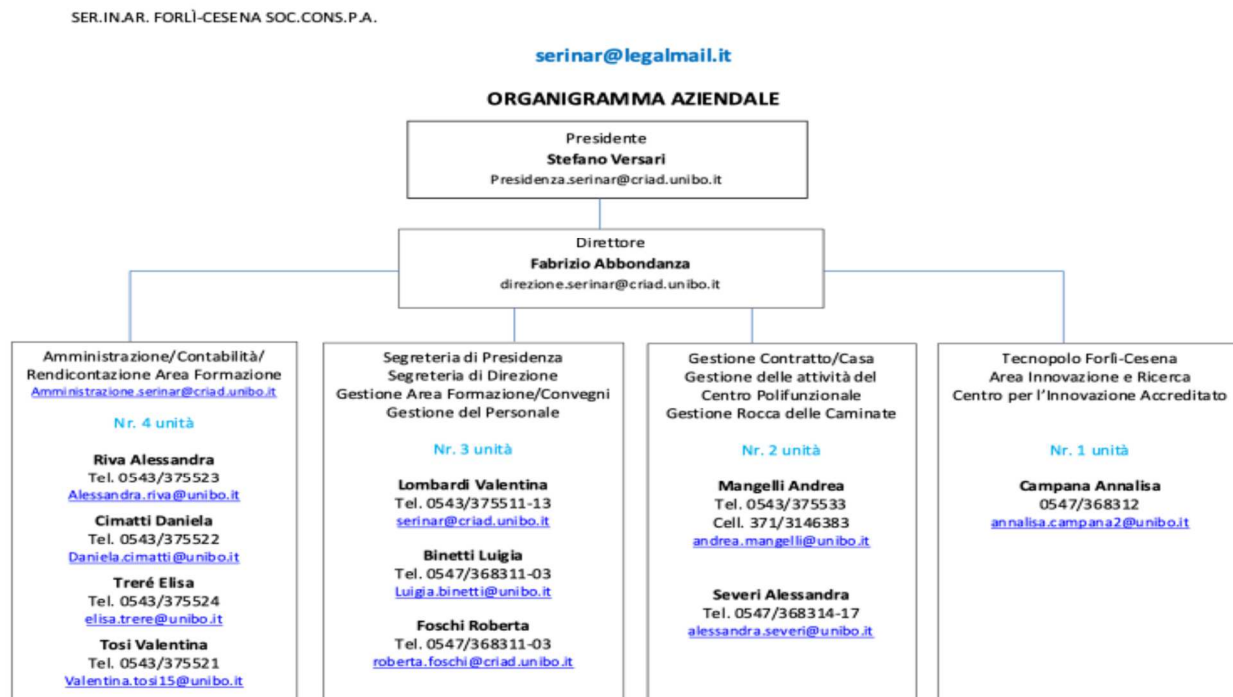 SER.IN.AR. FORLÌ-CESENA SOC.CONS.P.A.
serinar@legalmail.it
ORGANIGRAMMA AZIENDALE
Presidente
Stefano Versari
Presidenza.serinar@criad.unibo.it
Direttore
Fabrizio Abbondanza
direzione.serinar@criad.unibo.it
Amministrazione/Contabilità/
Rendicontazione Area Formazione
Amministrazione.serinar@criad.unibo.it
Nr. 4 unità
Riva Alessandra
Tel. 0543/375523
Alessandra.riva@unibo.it
Cimatti Daniela
Tel. 0543/375522
Daniela.cimatti@unibo.it
Treré Elisa
Tel. 0543/375524
elisa.trere@unibo.it
Tosi Valentina
Tel. 0543/375521
Valentina.tosi15@unibo.it
Segreteria di Presidenza
Segreteria di Direzione
Gestione Area Formazione/Convegni
Gestione del Personale
Nr. 3 unità
Lombardi Valentina
Tel. 0543/375511-13
serinar@criad.unibo.it
Binetti Luigia
Tel. 0547/368311-03
Luigia.binetti@unibo.it
Foschi Roberta
Tel. 0547/368311-03
roberta.foschi@criad.unibo.it
Gestione Contratto/Casa
Gestione delle attività del
Centro Polifunzionale
Gestione Rocca delle Caminate
Nr. 2 unità
Mangelli Andrea
Tel. 0543/375533
Cell. 371/3146383
andrea.mangelli@unibo.it
Severi Alessandra
Tel. 0547/368314-17
alessandra.severi@unibo.it
Tecnopolo Forlì-Cesena
Area Innovazione e Ricerca
Centro per l'Innovazione Accreditato
Nr. 1 unità
Campana Annalisa
0547/368312
annalisa.campana2@unibo.it